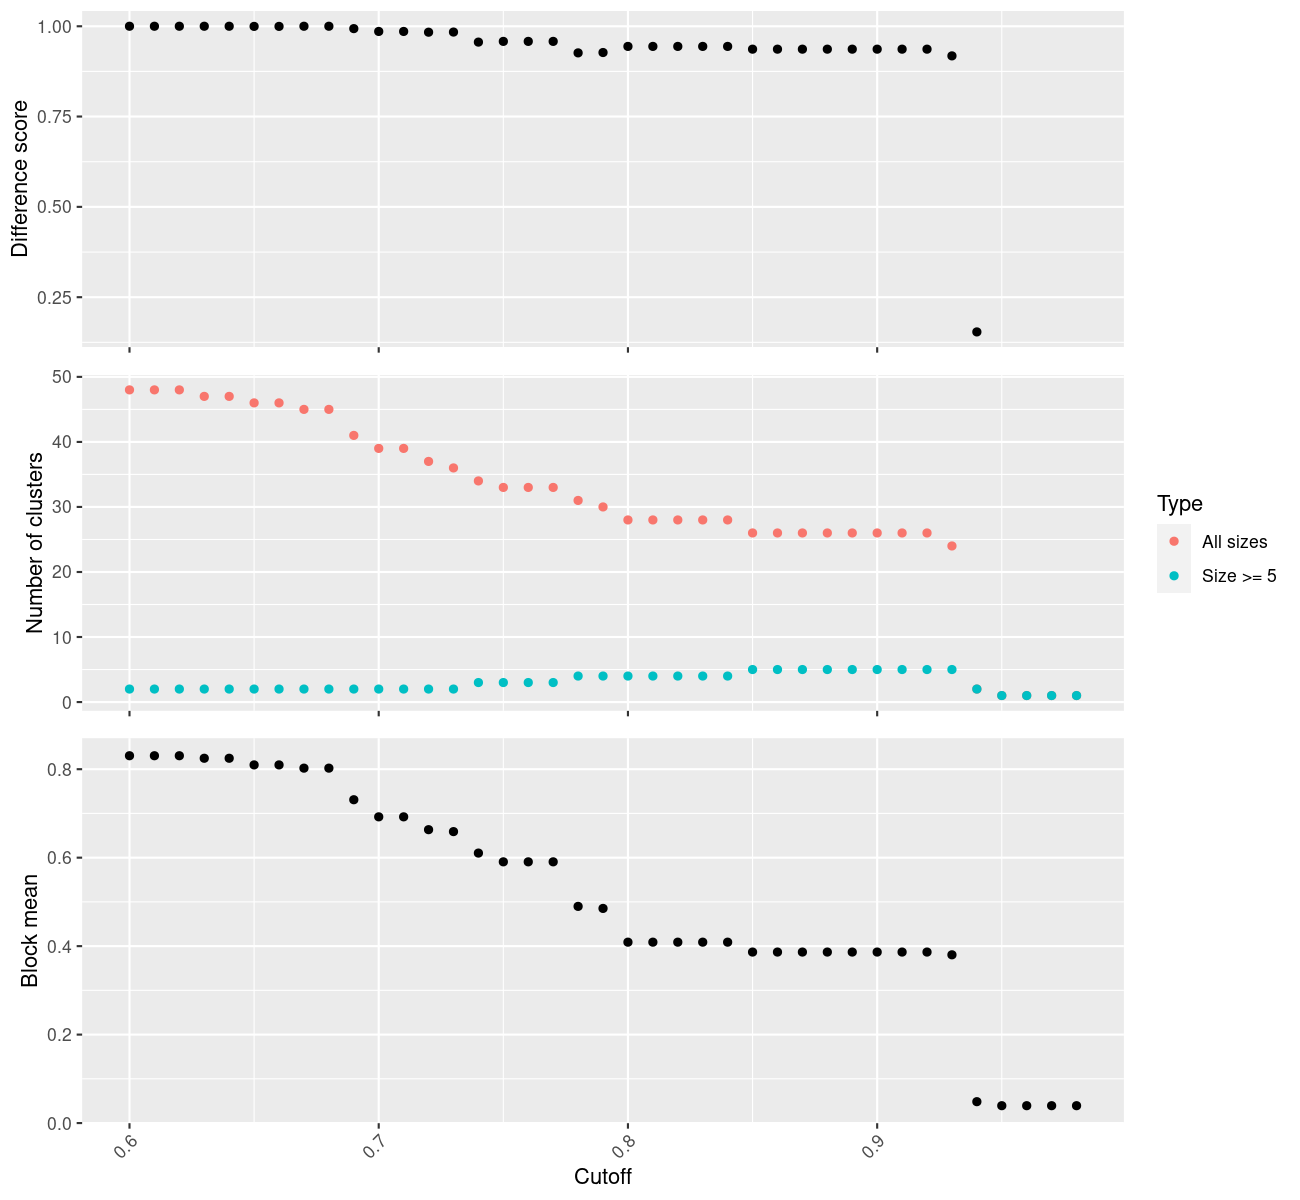 1.00
0.75
0.50
0.25
Difference score
50
40
30
20
10
0
Number of clusters
Type
All sizes
Size >= 5
0.8
0.6
0.4
0.2
0.0
Block mean
0.6 0.7 0.8 0.9
Cutoff